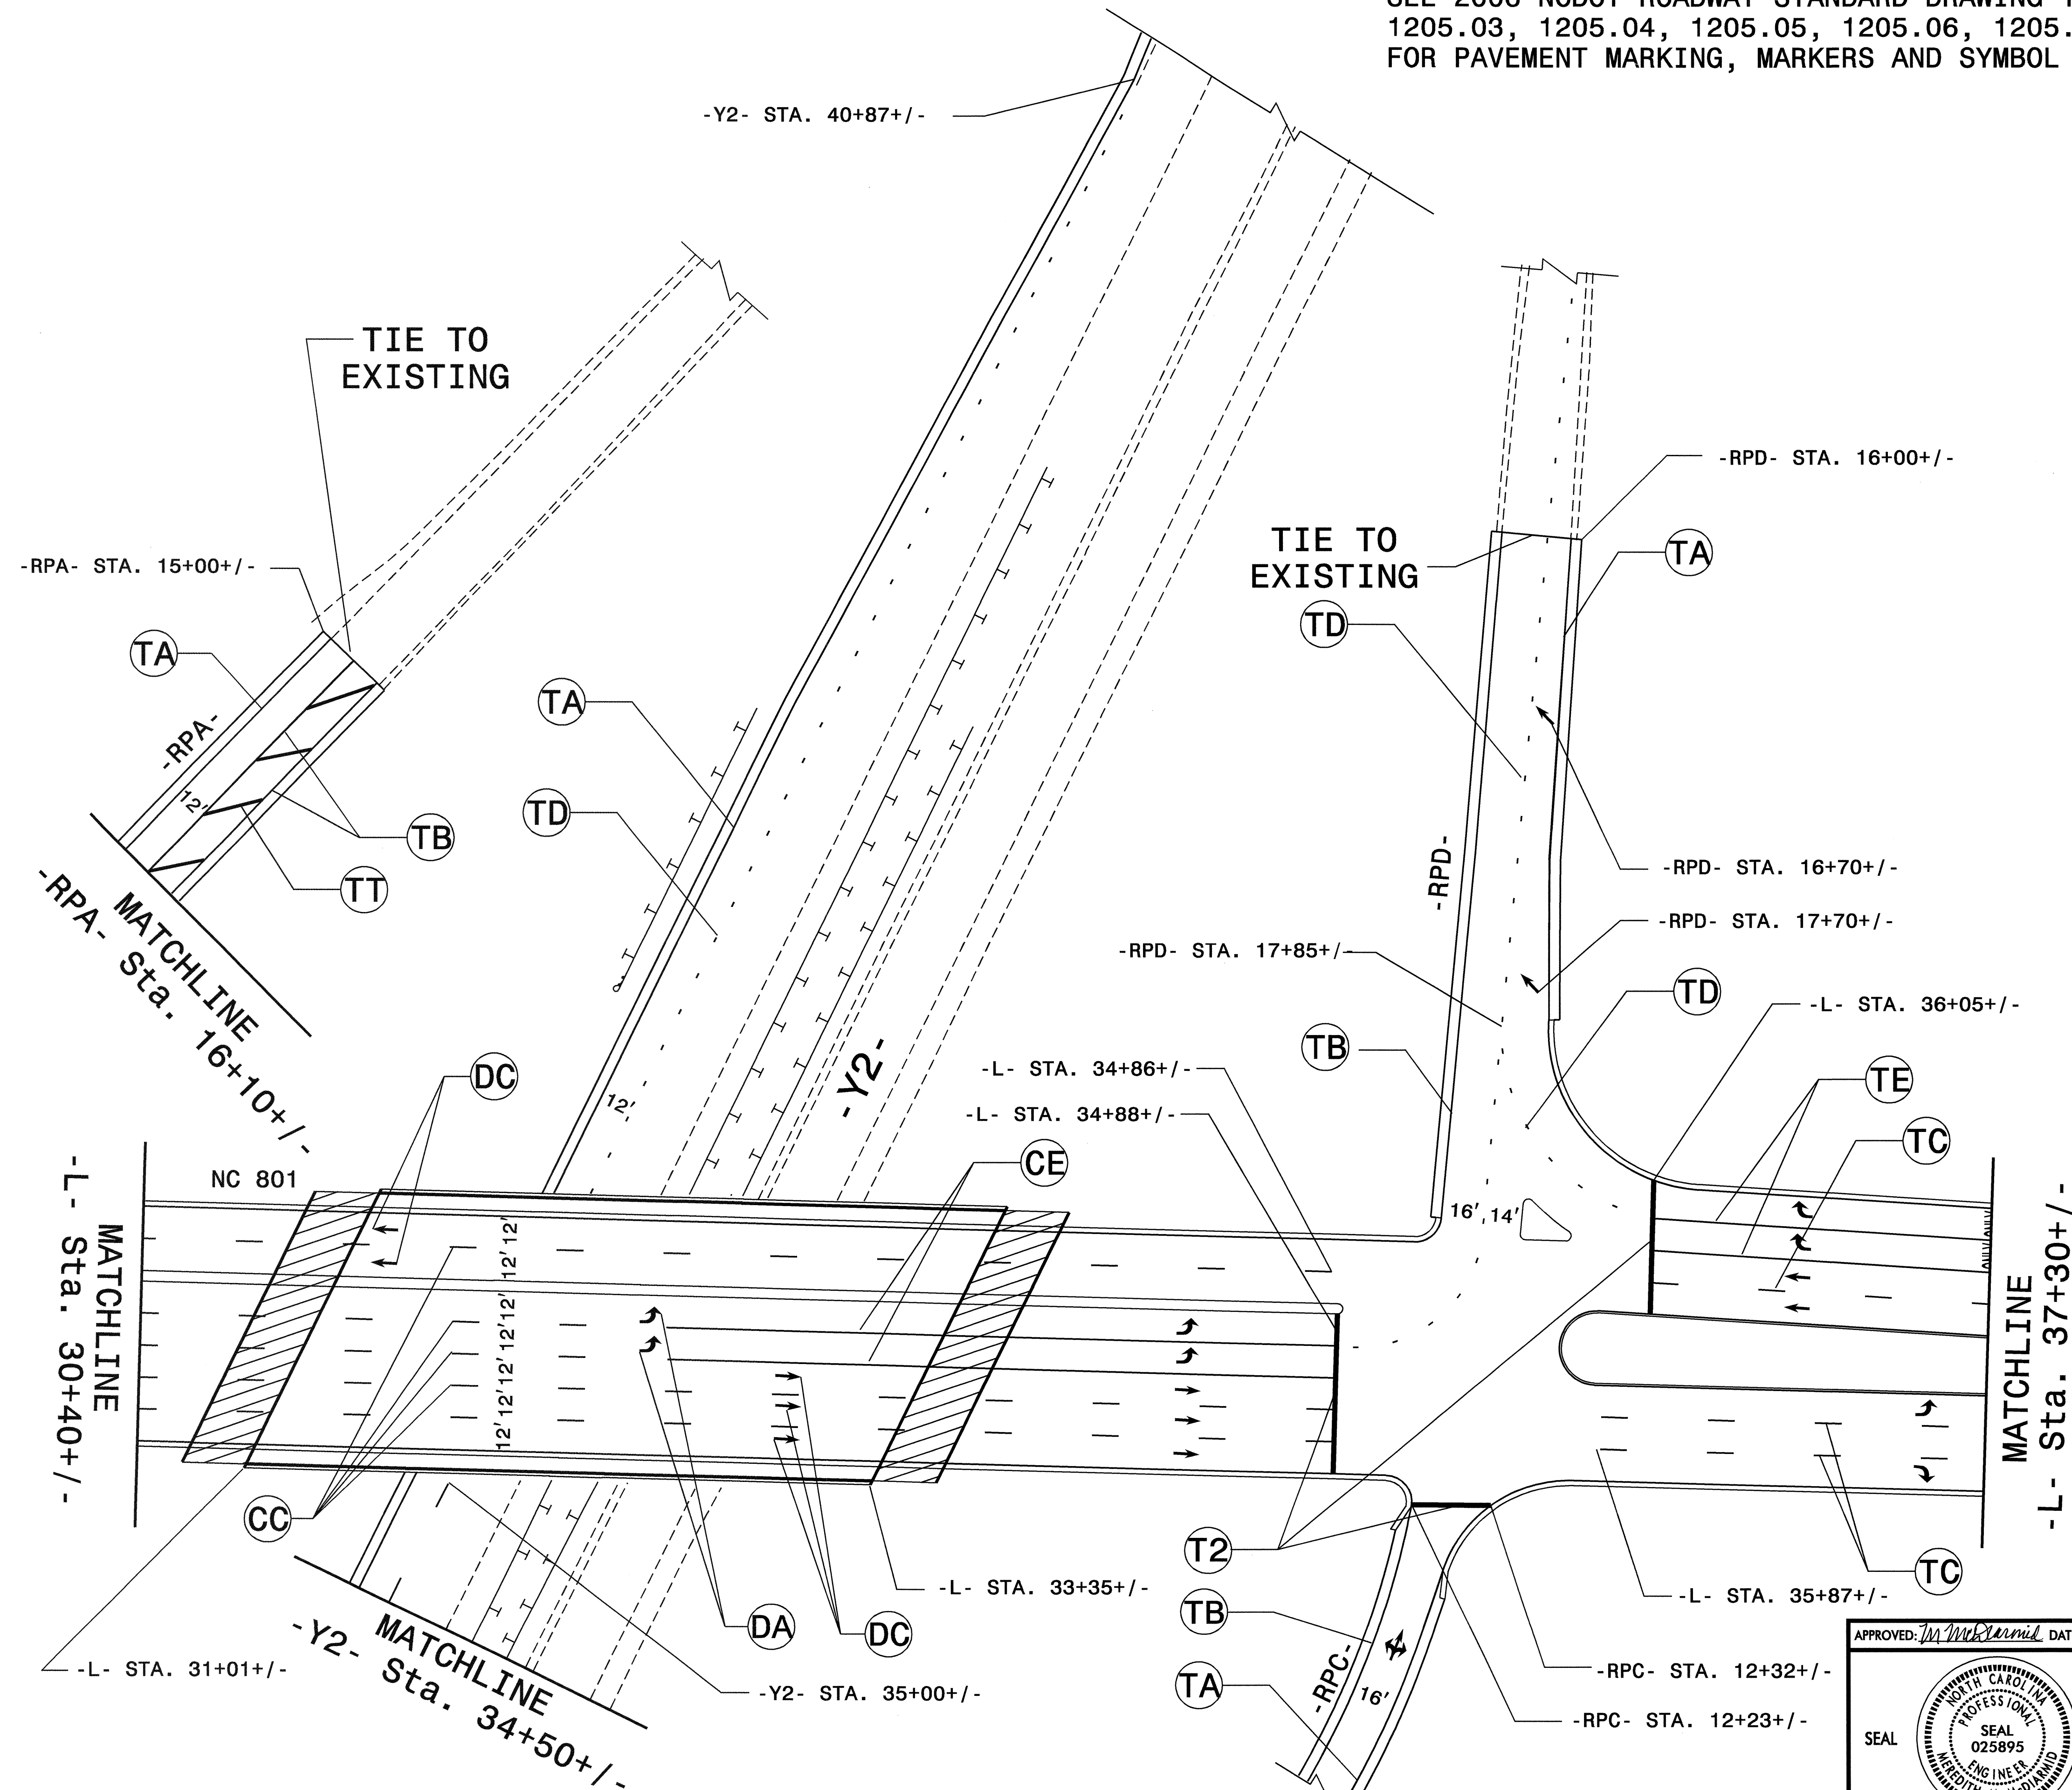 1205.03, 1205.04, 1205.05, 1205.06, 1205.
FOR PAVEMENT MARKING, MARKERS AND SYMBOL
-Y2- STA. 40+87+/-
TIE TO
EXISTING
-RPD- STA. 16+00+/-
TIE TO
EXISTING
TA
-RPA- STA. 15+00+/-
TD
TA
TA
-RPA-
12'
TD
TB
TT
-RPD-
-RPD- STA. 16+70+/-
-RPD- STA. 17+70+/-
-RPD- STA. 17+85+/-
MATCHLINE
-RPA- Sta. 16+10+/-
TD
-L- STA. 36+05+/-
TB
-Y2-
-L- STA. 34+86+/-
DC
TE
12'
-L- STA. 34+88+/-
TC
CE
NC 801
16'
14'
12'
12'
12'
12'
12'
12'
12'
MATCHLINE
-L- Sta. 30+40+/-
MATCHLINE
-L- Sta. 37+30+/-
CC
T2
TC
-L- STA. 33+35+/-
-L- STA. 35+87+/-
TB
DA
DC
APPROVED: M McDiarmid DAT
-L- STA. 31+01+/-
MATCHLINE
-Y2- Sta. 34+50+/-
-Y2- STA. 35+00+/-
-RPC-
TA
16'
-RPC- STA. 12+32+/-
-RPC- STA. 12+23+/-
SEAL
NORTH CAROLINA
PROFESSIONAL
SEAL
025895
ENGINEER